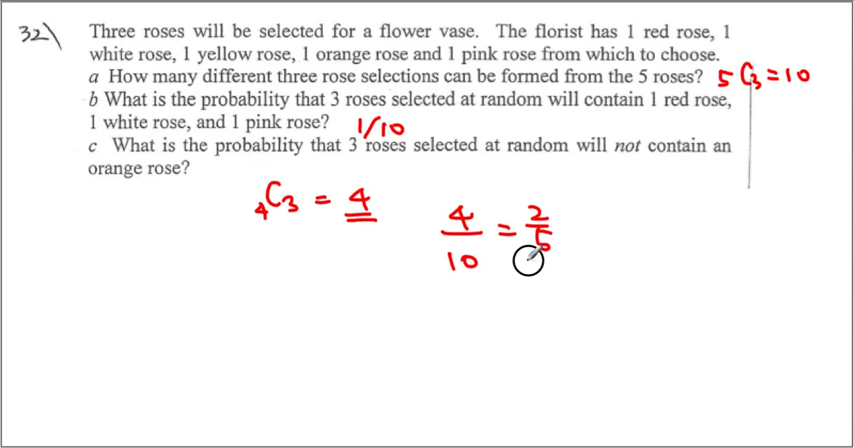 32) Three roses will be selected for a flower vase. The florist has 1 red rose, 1
white rose, 1 yellow rose, 1 orange rose and 1 pink rose from which to choose.
a How many different three rose selections can be formed from the 5 roses? 5C3 = 10
b What is the probability that 3 roses selected at random will contain 1 red rose,
1 white rose, and 1 pink rose? 1/10
c What is the probability that 3 roses selected at random will not contain an
orange rose?
4C3 = 4
4/10 = 2/5